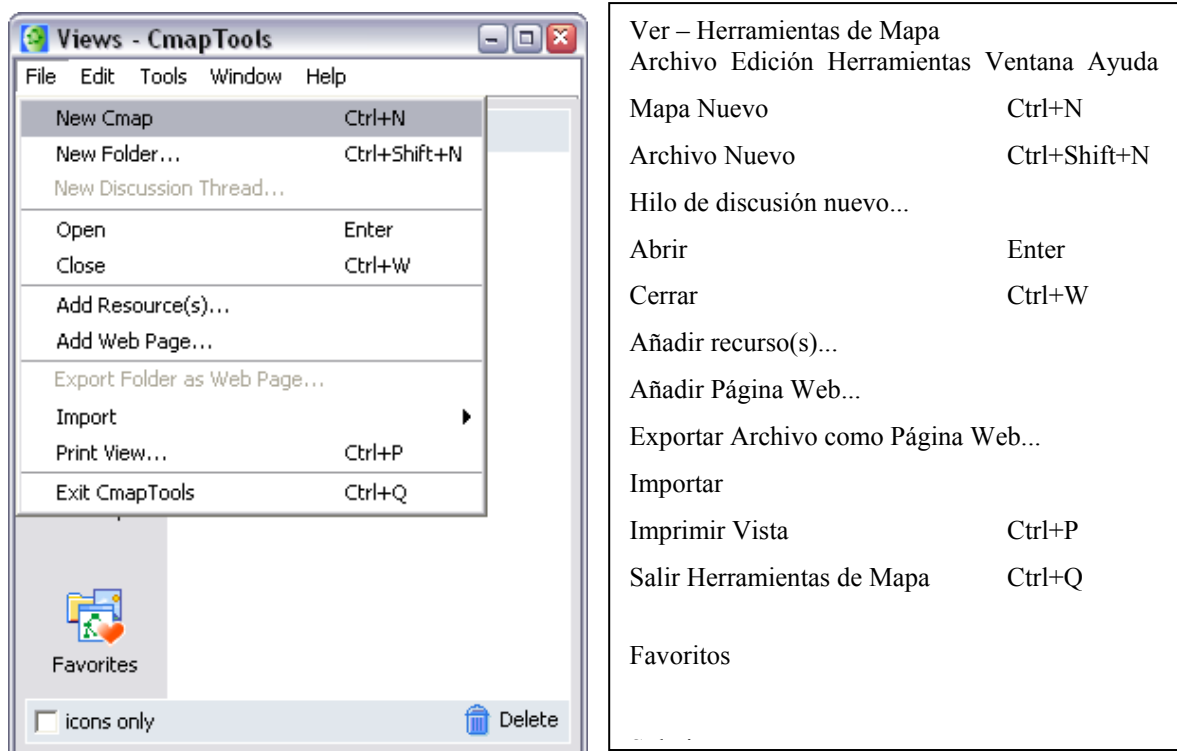 Views - CmapTools
File Edit Tools Window Help
New Cmap Ctrl+N
New Folder... Ctrl+Shift+N
New Discussion Thread...
Open Enter
Close Ctrl+W
Add Resource(s)...
Add Web Page...
Export Folder as Web Page...
Import
Print View... Ctrl+P
Exit CmapTools Ctrl+Q
Favorites
icons only Delete
Ver – Herramientas de Mapa
Archivo Edición Herramientas Ventana Ayuda
Mapa Nuevo Ctrl+N
Archivo Nuevo Ctrl+Shift+N
Hilo de discusión nuevo...
Abrir Enter
Cerrar Ctrl+W
Añadir recurso(s)...
Añadir Página Web...
Exportar Archivo como Página Web...
Importar
Imprimir Vista Ctrl+P
Salir Herramientas de Mapa Ctrl+Q
Favoritos